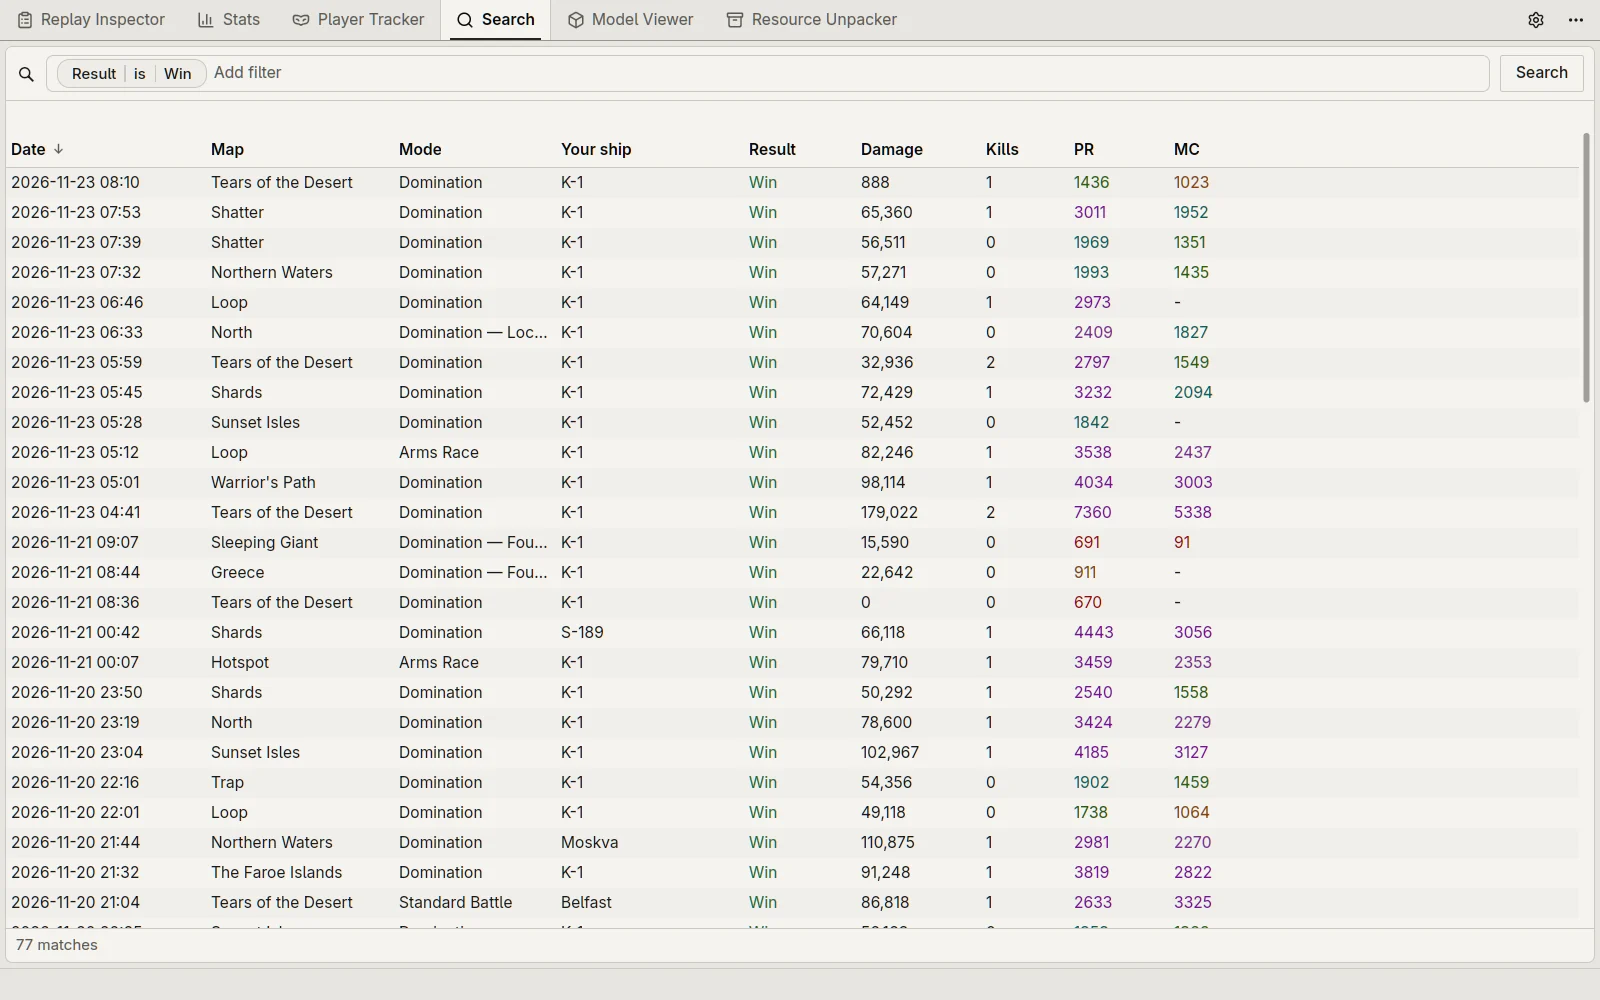 Replay Inspector Stats Player Tracker Search Model Viewer Resource Unpacker
Result is Win Add filter Search
Date ↓ Map Mode Your ship Result Damage Kills PR MC
2026-11-23 08:10 Tears of the Desert Domination K-1 Win 888 1 1436 1023
2026-11-23 07:53 Shatter Domination K-1 Win 65,360 1 3011 1952
2026-11-23 07:39 Shatter Domination K-1 Win 56,511 0 1969 1351
2026-11-23 07:32 Northern Waters Domination K-1 Win 57,271 0 1993 1435
2026-11-23 06:46 Loop Domination K-1 Win 64,149 1 2973 -
2026-11-23 06:33 North Domination — Loc... K-1 Win 70,604 0 2409 1827
2026-11-23 05:59 Tears of the Desert Domination K-1 Win 32,936 2 2797 1549
2026-11-23 05:45 Shards Domination K-1 Win 72,429 1 3232 2094
2026-11-23 05:28 Sunset Isles Domination K-1 Win 52,452 0 1842 -
2026-11-23 05:12 Loop Arms Race K-1 Win 82,246 1 3538 2437
2026-11-23 05:01 Warrior's Path Domination K-1 Win 98,114 1 4034 3003
2026-11-23 04:41 Tears of the Desert Domination K-1 Win 179,022 2 7360 5338
2026-11-21 09:07 Sleeping Giant Domination — Fou... K-1 Win 15,590 0 691 91
2026-11-21 08:44 Greece Domination — Fou... K-1 Win 22,642 0 911 -
2026-11-21 08:36 Tears of the Desert Domination K-1 Win 0 0 670 -
2026-11-21 00:42 Shards Domination S-189 Win 66,118 1 4443 3056
2026-11-21 00:07 Hotspot Arms Race K-1 Win 79,710 1 3459 2353
2026-11-20 23:50 Shards Domination K-1 Win 50,292 1 2540 1558
2026-11-20 23:19 North Domination K-1 Win 78,600 1 3424 2279
2026-11-20 23:04 Sunset Isles Domination K-1 Win 102,967 1 4185 3127
2026-11-20 22:16 Trap Domination K-1 Win 54,356 0 1902 1459
2026-11-20 22:01 Loop Domination K-1 Win 49,118 0 1738 1064
2026-11-20 21:44 Northern Waters Domination Moskva Win 110,875 1 2981 2270
2026-11-20 21:32 The Faroe Islands Domination K-1 Win 91,248 1 3819 2822
2026-11-20 21:04 Tears of the Desert Standard Battle Belfast Win 86,818 1 2633 3325
77 matches